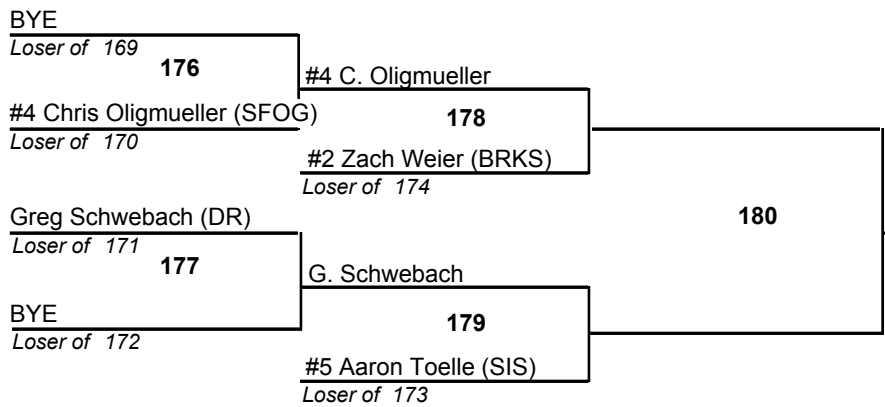 BYE
Loser of 169
176
#4 C. Oligmueller
#4 Chris Oligmueller (SFOG)
Loser of 170
178
#2 Zach Weier (BRKS)
Loser of 174
Greg Schwebach (DR)
Loser of 171
177
180
G. Schwebach
BYE
Loser of 172
179
#5 Aaron Toelle (SIS)
Loser of 173